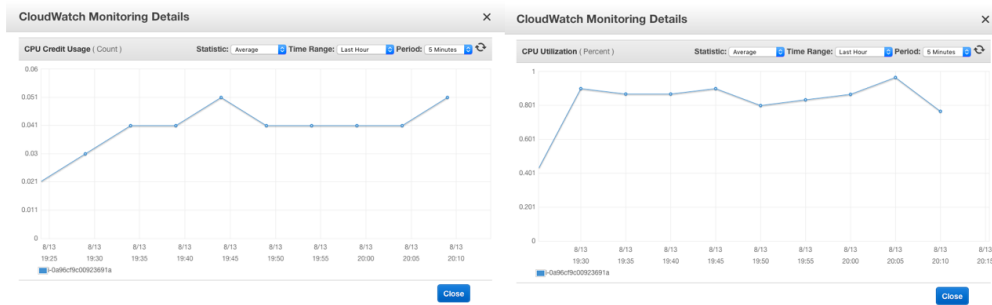 CloudWatch Monitoring Details ×
CPU Credit Usage ( Count ) Statistic: Average Time Range: Last Hour Period: 5 Minutes
0.06
0.051
0.041
0.03
0.021
0.011
0
8/13 8/13 8/13 8/13 8/13 8/13 8/13 8/13 8/13 8/13
19:25 19:30 19:35 19:40 19:45 19:50 19:55 20:00 20:05 20:10
i-0a96cf9c00923691a
Close
CloudWatch Monitoring Details ×
CPU Utilization ( Percent ) Statistic: Average Time Range: Last Hour Period: 5 Minutes
1
0.801
0.601
0.401
0.201
0
8/13 8/13 8/13 8/13 8/13 8/13 8/13 8/13 8/13 8/13
19:30 19:35 19:40 19:45 19:50 19:55 20:00 20:05 20:10 20:15
i-0a96cf9c00923691a
Close